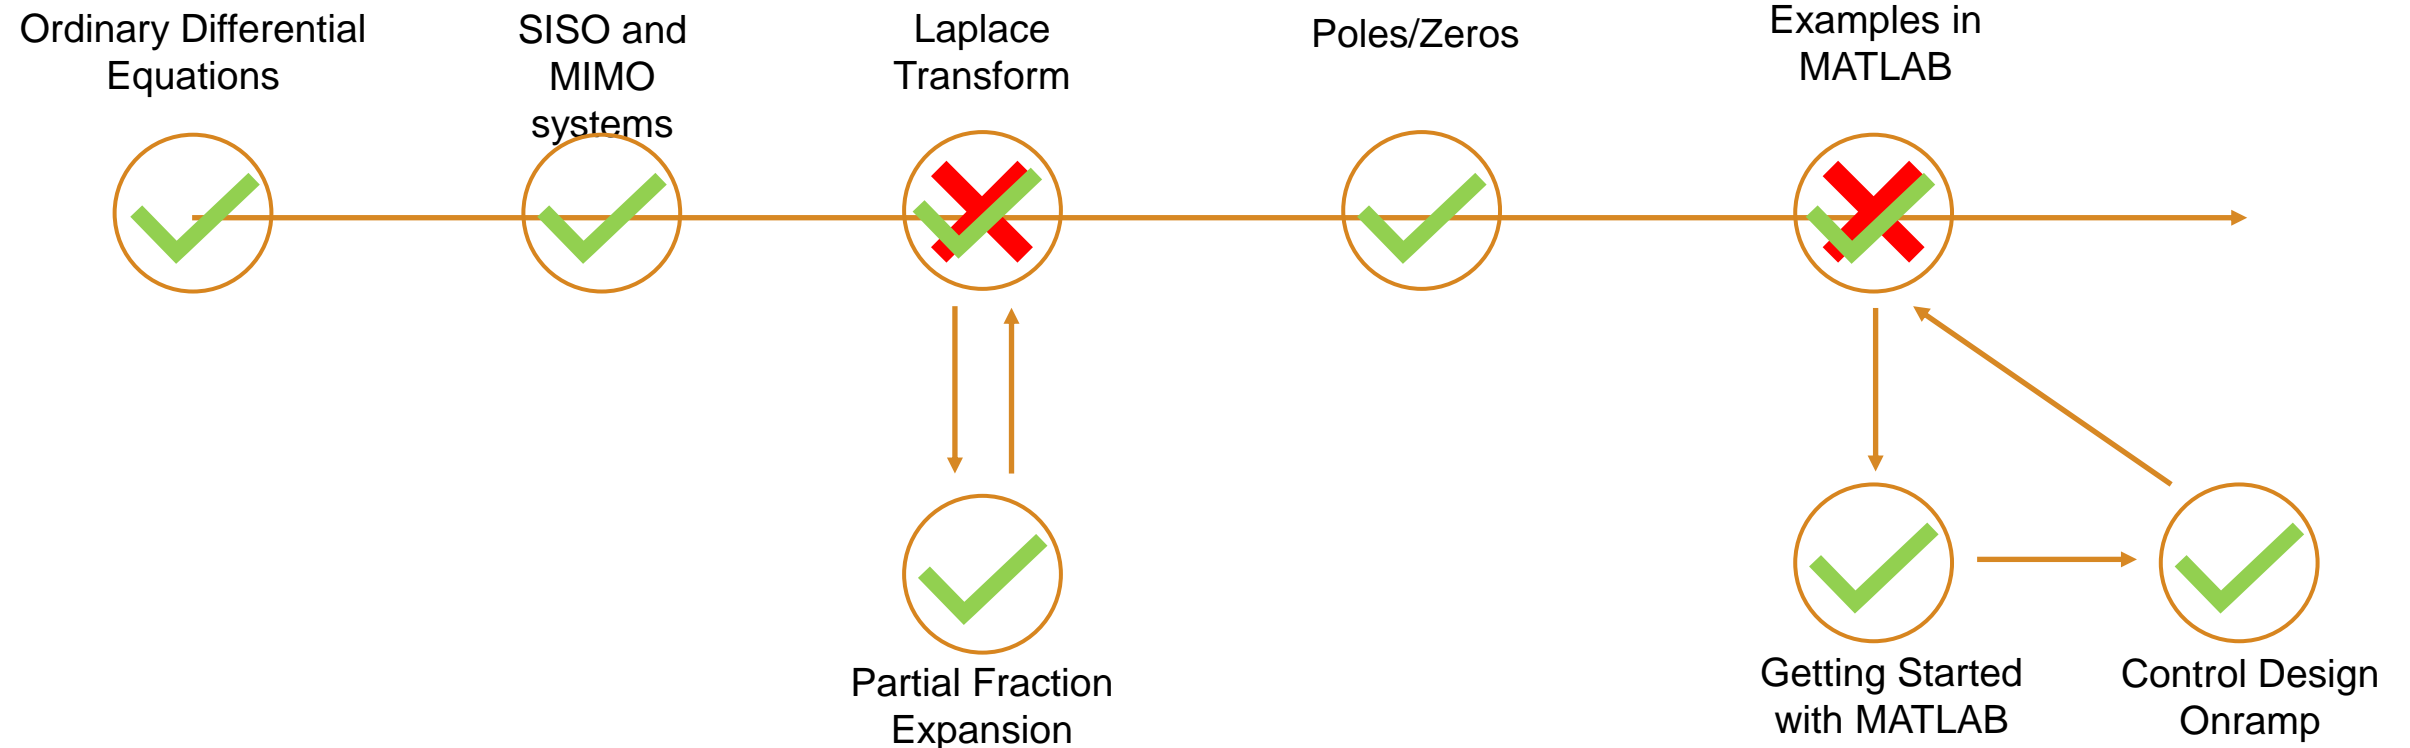 Ordinary Differential
Equations
SISO and
MIMO
systems
Laplace
Transform
Poles/Zeros
Examples in
MATLAB
Partial Fraction
Expansion
Getting Started
with MATLAB
Control Design
Onramp